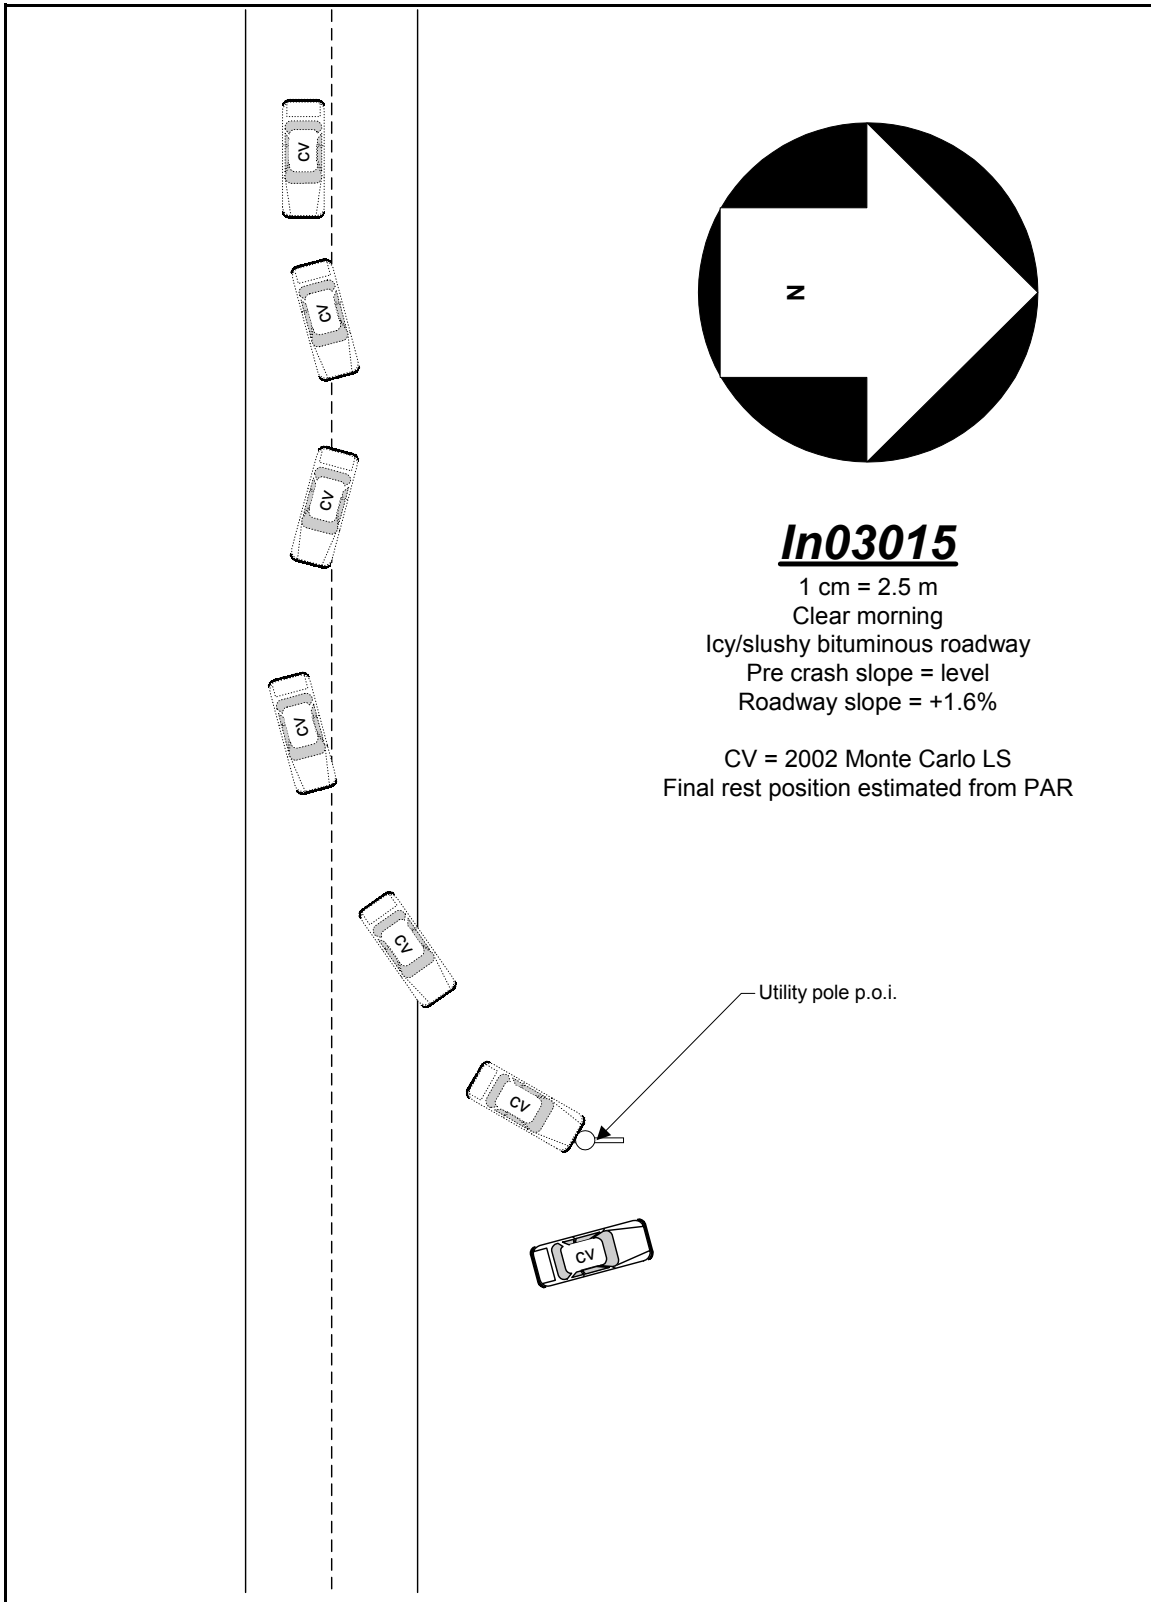 CV
CV
N
CV
In03015
1 cm = 2.5 m
Clear morning
Icy/slushy bituminous roadway
Pre crash slope = level
Roadway slope = +1.6%
CV
CV = 2002 Monte Carlo LS
Final rest position estimated from PAR
CV
Utility pole p.o.i.
CV
CV